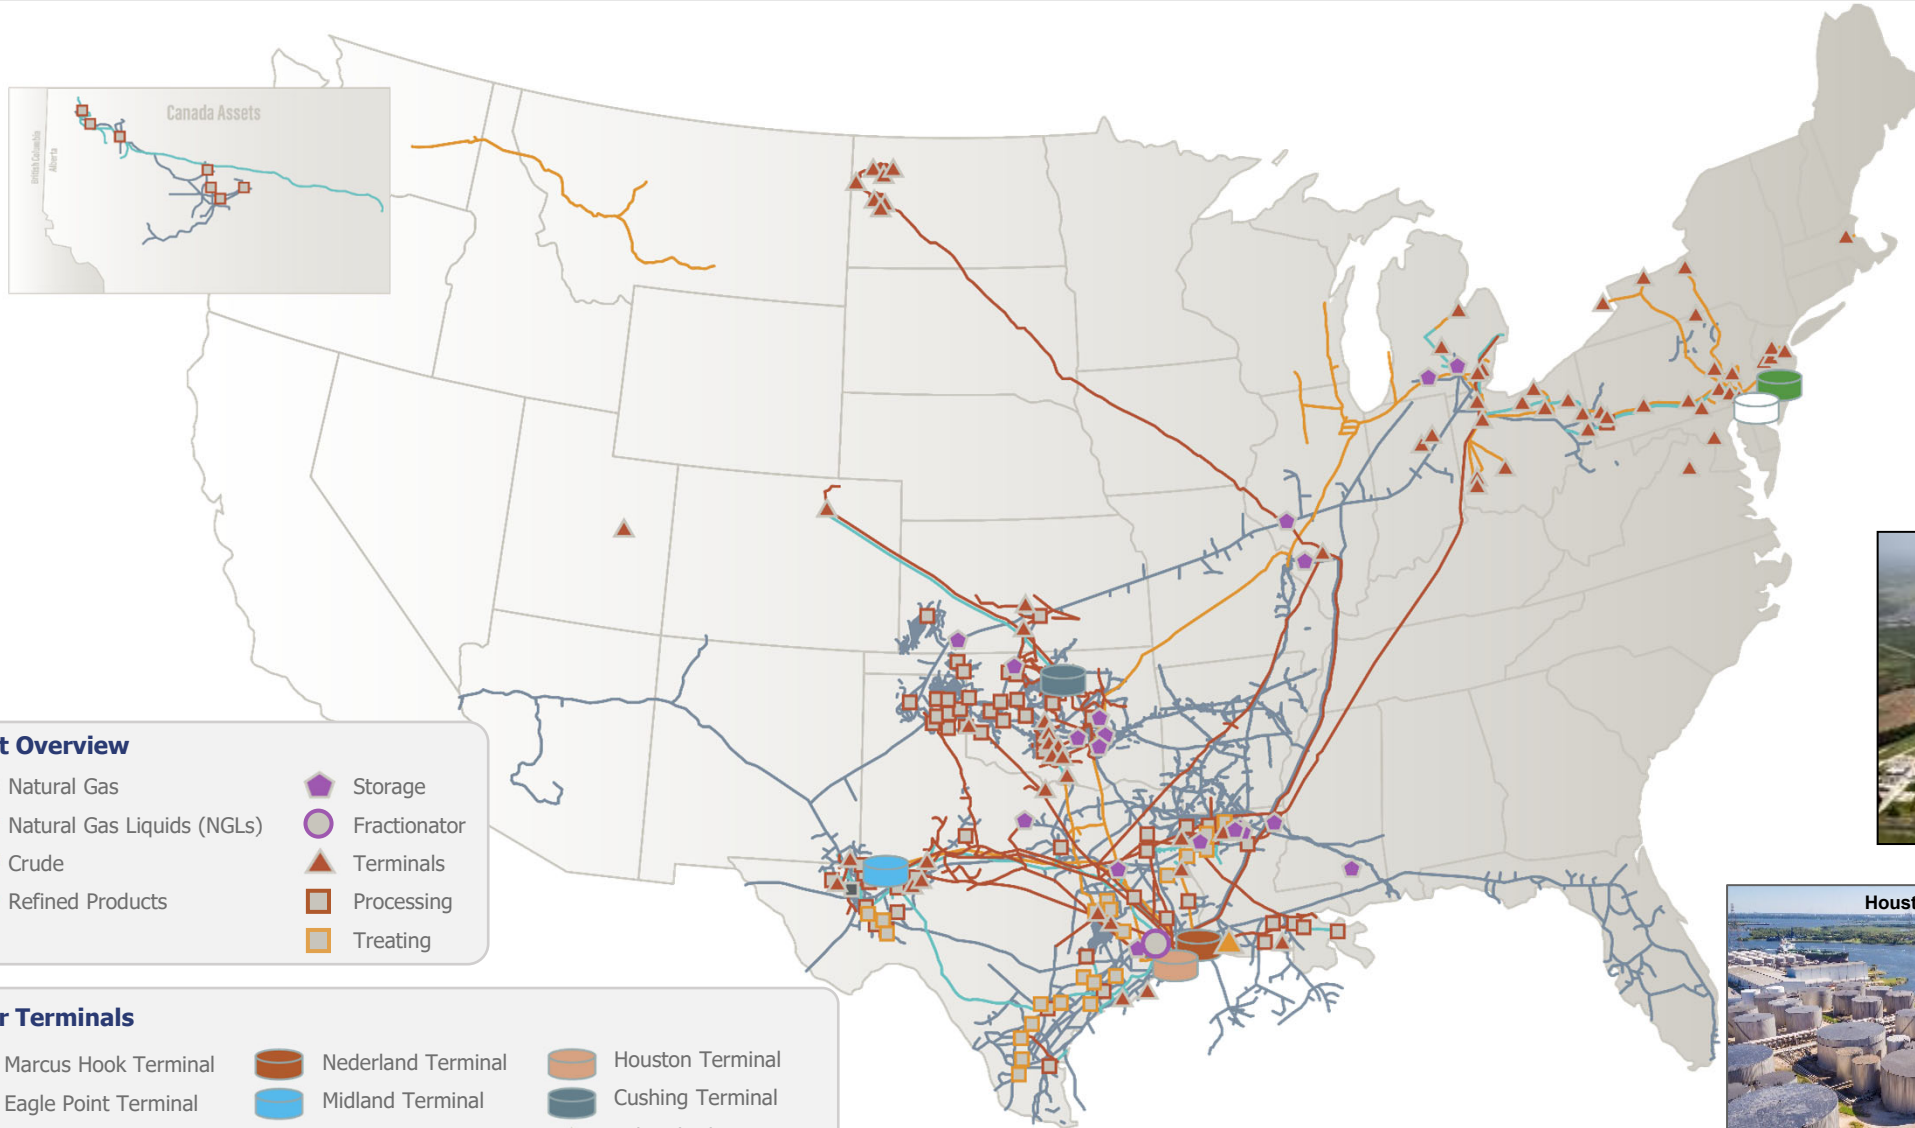 Canada Assets
British Columbia
Alberta
t Overview
Natural Gas
Natural Gas Liquids (NGLs)
Crude
Refined Products
Storage
Fractionator
Terminals
Processing
Treating
r Terminals
Marcus Hook Terminal
Eagle Point Terminal
Nederland Terminal
Midland Terminal
Houston Terminal
Cushing Terminal
Houst